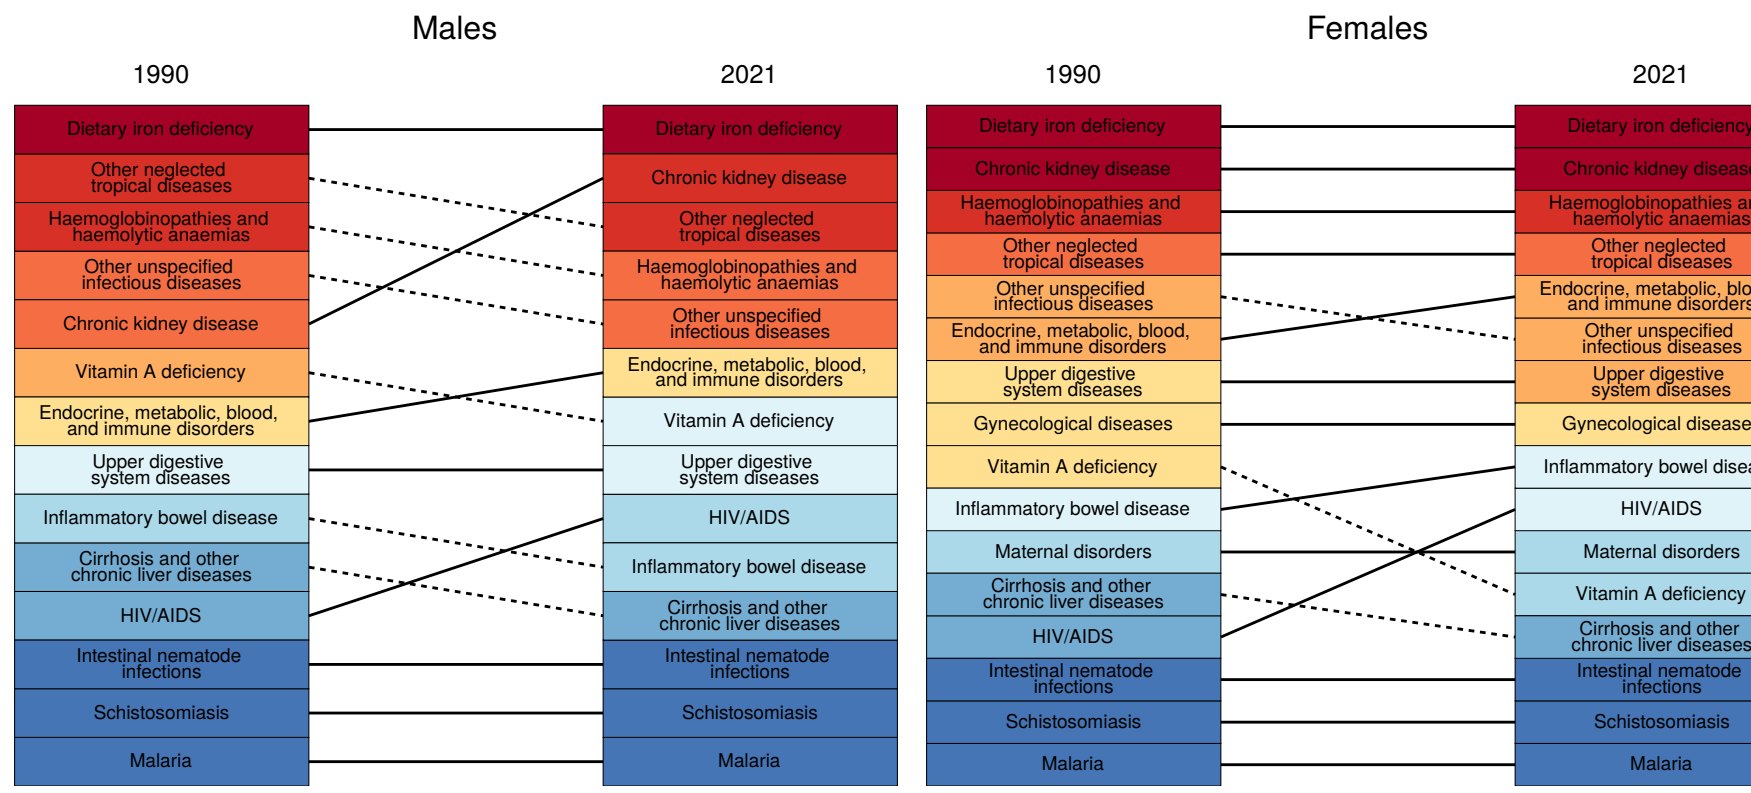 Males
1990
2021
Dietary iron deficiency
Other neglected
tropical diseases
Haemoglobinopathies and
haemolytic anaemias
Other unspecified
infectious diseases
Chronic kidney disease
Vitamin A deficiency
Endocrine, metabolic, blood,
and immune disorders
Upper digestive
system diseases
Inflammatory bowel disease
Cirrhosis and other
chronic liver diseases
HIV/AIDS
Intestinal nematode
infections
Schistosomiasis
Malaria
Dietary iron deficiency
Chronic kidney disease
Other neglected
tropical diseases
Haemoglobinopathies and
haemolytic anaemias
Other unspecified
infectious diseases
Endocrine, metabolic, blood,
and immune disorders
Vitamin A deficiency
Upper digestive
system diseases
HIV/AIDS
Inflammatory bowel disease
Cirrhosis and other
chronic liver diseases
Intestinal nematode
infections
Schistosomiasis
Malaria
Females
1990
2021
Dietary iron deficiency
Chronic kidney disease
Haemoglobinopathies and
haemolytic anaemias
Other neglected
tropical diseases
Other unspecified
infectious diseases
Endocrine, metabolic, blood,
and immune disorders
Upper digestive
system diseases
Gynecological diseases
Vitamin A deficiency
Inflammatory bowel disease
Maternal disorders
Cirrhosis and other
chronic liver diseases
HIV/AIDS
Intestinal nematode
infections
Schistosomiasis
Malaria
Dietary iron deficiency
Chronic kidney
Haemoglobinopathies
haemolytic anaemias
Other neglected
tropical diseases
Endocrine, metabolic,
and immune disorders
Other unspecified
infectious diseases
Upper digestive
system diseases
Gynecological
Inflammatory bowel
HIV/AIDS
Maternal disorders
Vitamin A deficiency
Cirrhosis and other
chronic liver diseases
Intestinal nematode
infections
Schistosomiasis
Malaria